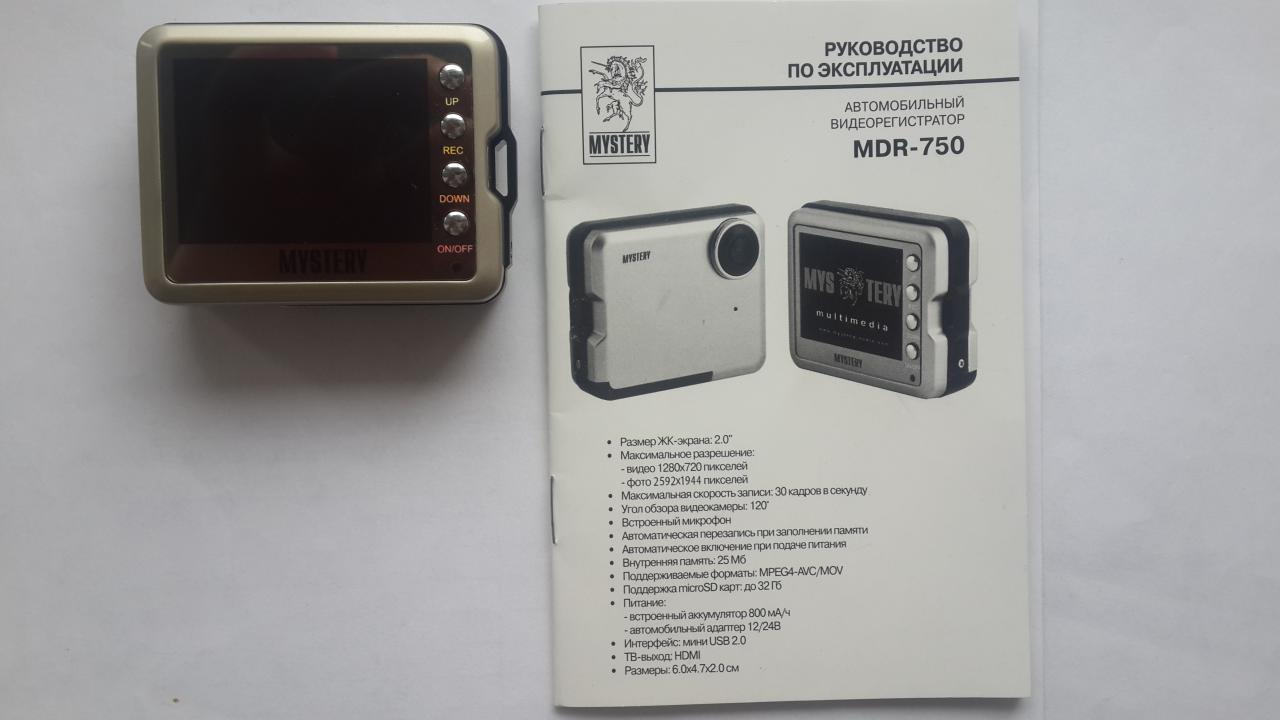 UP
REC
DOWN
ON/OFF
MYSTERY
MYSTERY
РУКОВОДСТВО
ПО ЭКСПЛУАТАЦИИ
АВТОМОБИЛЬНЫЙ
ВИДЕОРЕГИСТРАТОР
MDR-750
MYSTERY
MYSTERY
multimedia
MYSTERY
• Размер ЖК-экрана: 2.0"
• Максимальное разрешение:
- видео 1280x720 пикселей
- фото 2592x1944 пикселей
• Максимальная скорость записи: 30 кадров в секунду
• Угол обзора видеокамеры: 120°
• Встроенный микрофон
• Автоматическая перезапись при заполнении памяти
• Автоматическое включение при подаче питания
• Внутренняя память: 25 Мб
• Поддерживаемые форматы: MPEG4-AVC/MOV
• Поддержка microSD карт: до 32 Гб
• Питание:
- встроенный аккумулятор 800 мА/ч
- автомобильный адаптер 12/24В
• Интерфейс: мини USB 2.0
• ТВ-выход: HDMI
• Размеры: 6.0x4.7x2.0 см